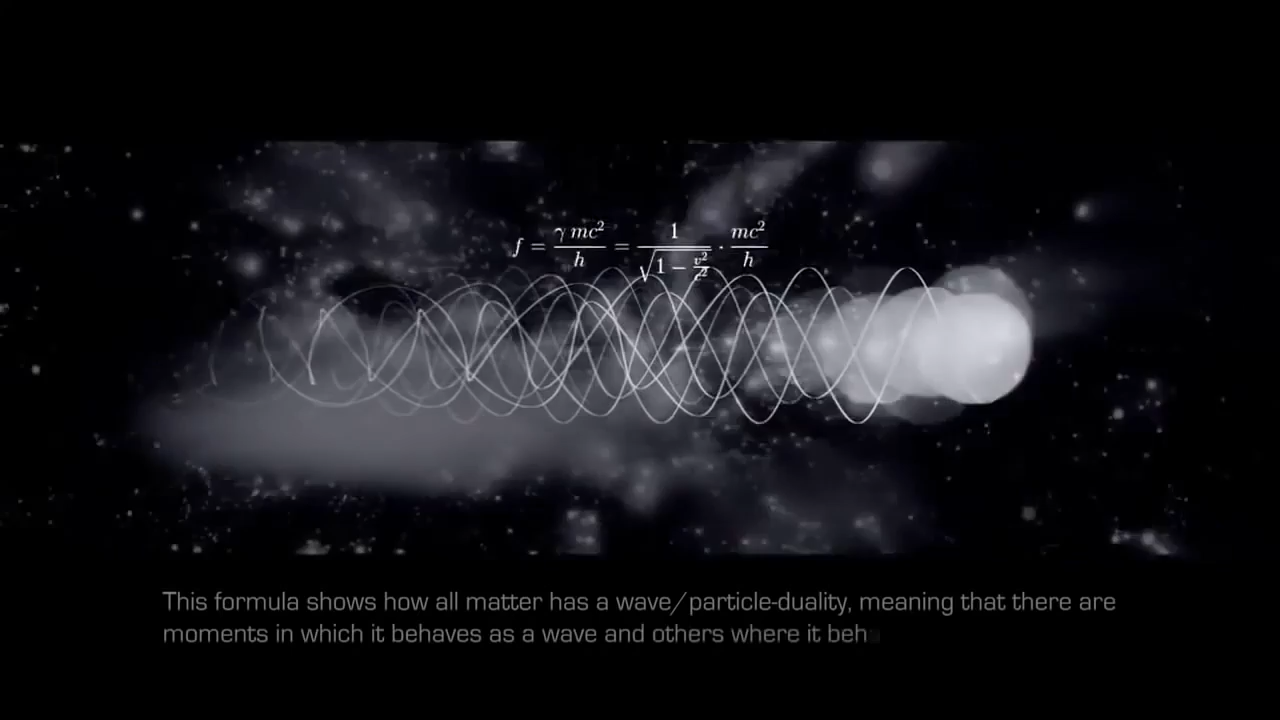 f = γ mc²/h = 1/√(1 − v²/c²) · mc²/h
This formula shows how all matter has a wave/particle-duality, meaning that there are
moments in which it behaves as a wave and others where it beh